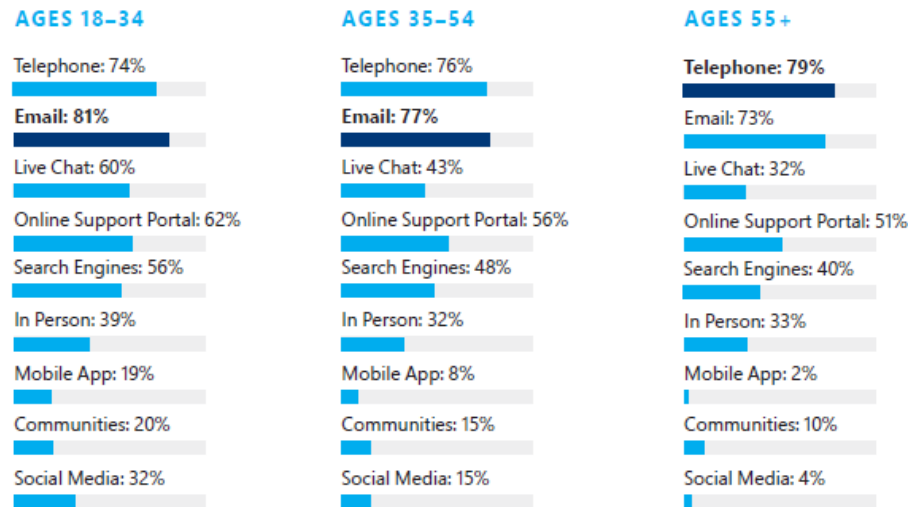 AGES 18–34
Telephone: 74%
Email: 81%
Live Chat: 60%
Online Support Portal: 62%
Search Engines: 56%
In Person: 39%
Mobile App: 19%
Communities: 20%
Social Media: 32%
AGES 35–54
Telephone: 76%
Email: 77%
Live Chat: 43%
Online Support Portal: 56%
Search Engines: 48%
In Person: 32%
Mobile App: 8%
Communities: 15%
Social Media: 15%
AGES 55+
Telephone: 79%
Email: 73%
Live Chat: 32%
Online Support Portal: 51%
Search Engines: 40%
In Person: 33%
Mobile App: 2%
Communities: 10%
Social Media: 4%